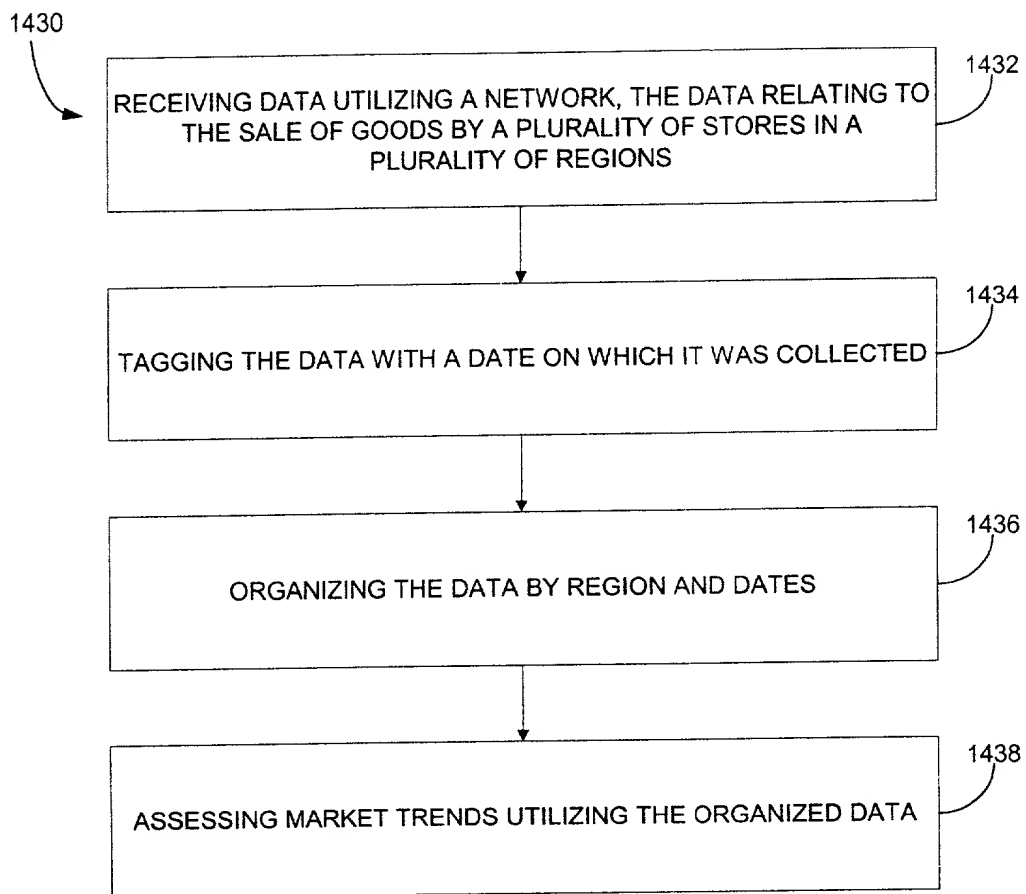 1430
1432
RECEIVING DATA UTILIZING A NETWORK, THE DATA RELATING TO
THE SALE OF GOODS BY A PLURALITY OF STORES IN A
PLURALITY OF REGIONS
1434
TAGGING THE DATA WITH A DATE ON WHICH IT WAS COLLECTED
1436
ORGANIZING THE DATA BY REGION AND DATES
1438
ASSESSING MARKET TRENDS UTILIZING THE ORGANIZED DATA